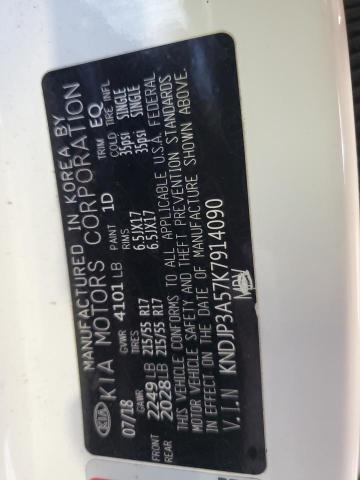 MANUFACTURED IN KOREA BY
KIA KIA MOTORS CORPORATION
07/18 GVWR 4101 LB PAINT 1D TRIM EQ
GAWR TIRES RIMS COLD TIRE INFL
FRONT 2249 LB 215/55 R17 6.5JX17 35psi SINGLE
REAR 2028 LB 215/55 R17 6.5JX17 35psi SINGLE
THIS VEHICLE CONFORMS TO ALL APPLICABLE U.S.A. FEDERAL
MOTOR VEHICLE SAFETY AND THEFT PREVENTION STANDARDS
IN EFFECT ON THE DATE OF MANUFACTURE SHOWN ABOVE.
V.I.N KNDJP3A57K7914090
MBV